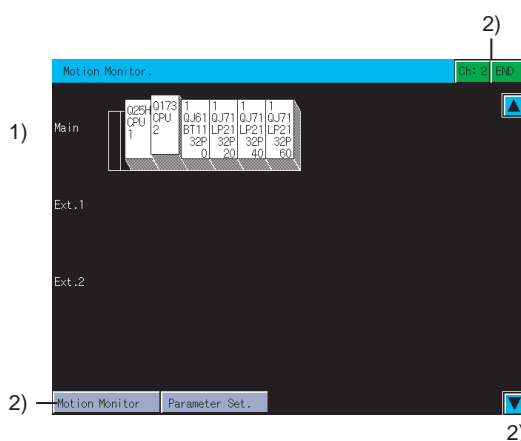 2)
Motion Monitor.
Ch: 2 END
1)
Main
Q25H
CPU
1
Q173
CPU
2
1
QJ61
BT11
32P
0
1
QJ71
LP21
32P
20
1
QJ71
LP21
32P
40
1
QJ71
LP21
32P
60
Ext.1
Ext.2
2)
Motion Monitor
Parameter Set.
2)